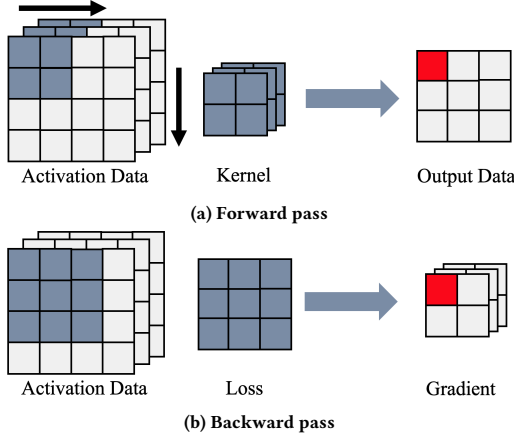 Activation Data
Kernel
Output Data
(a) Forward pass
Activation Data
Loss
Gradient
(b) Backward pass